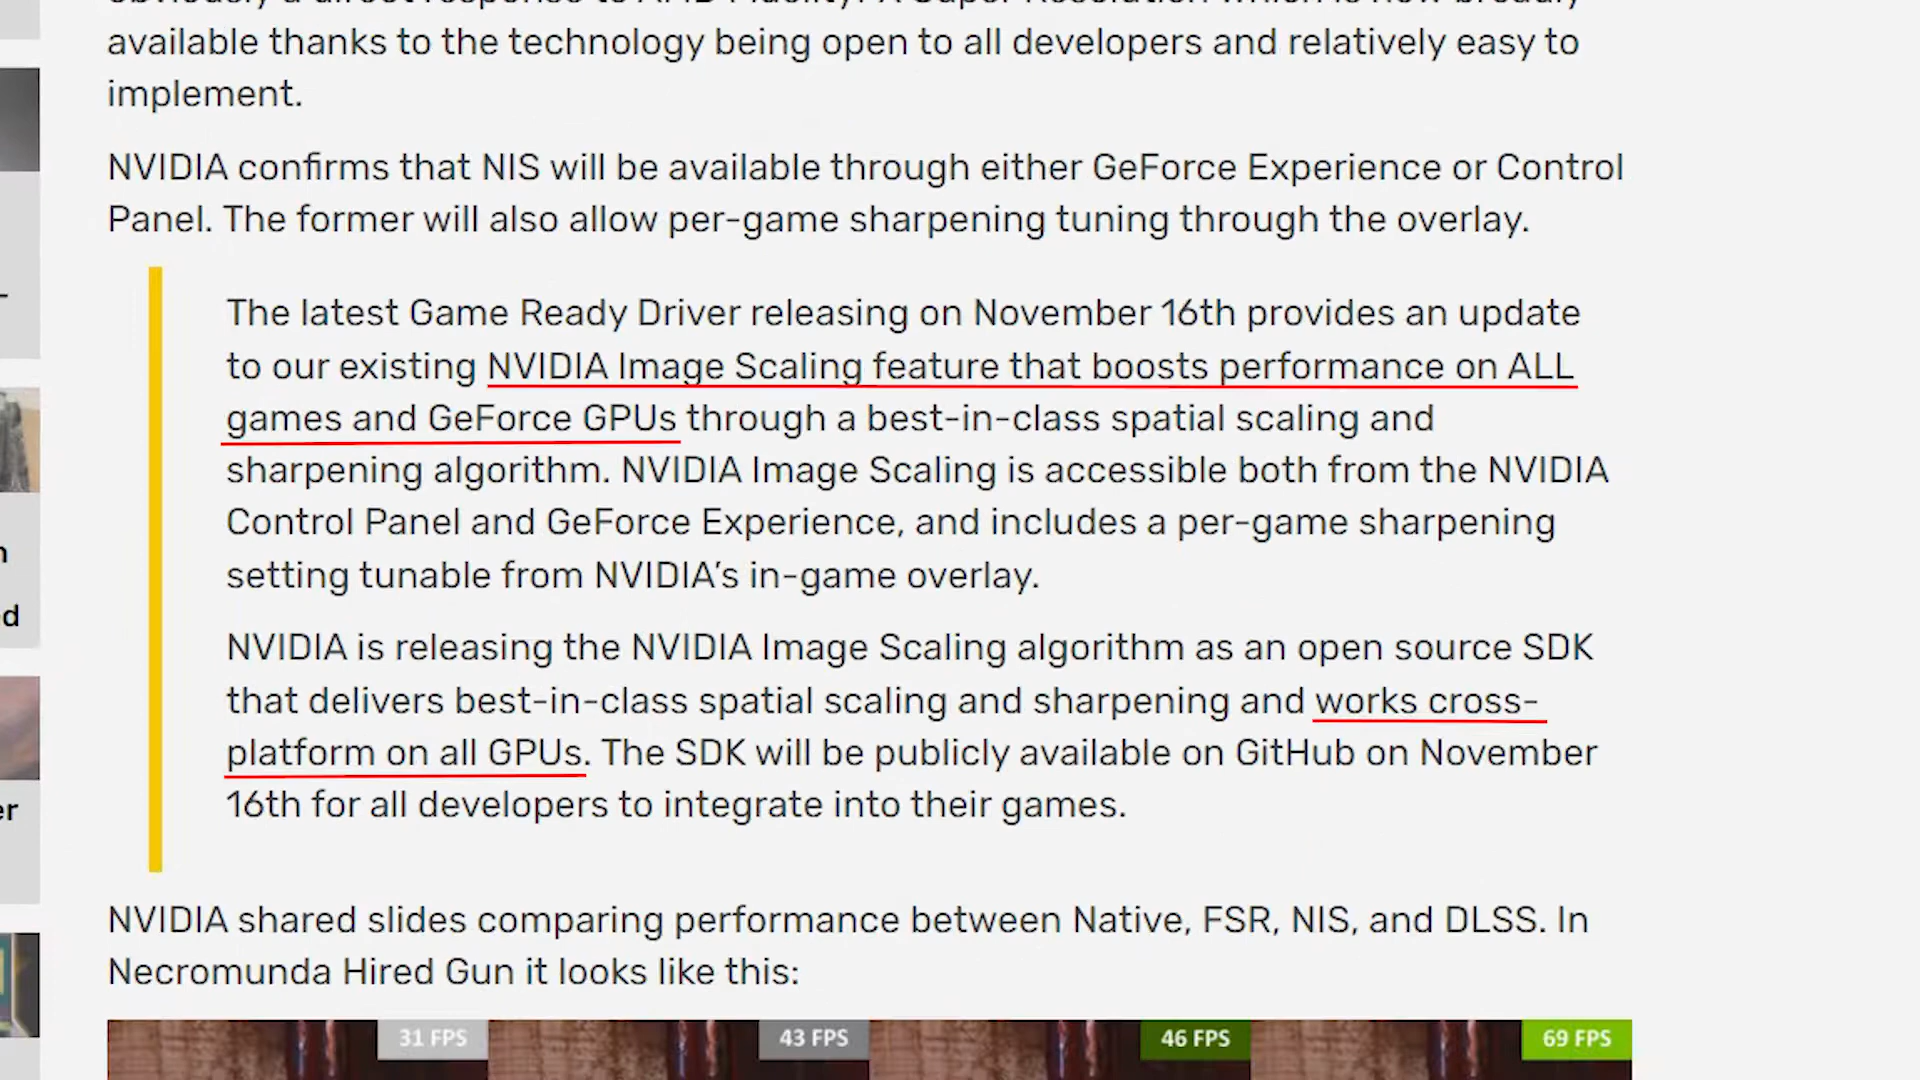 available thanks to the technology being open to all developers and relatively easy to
implement.
NVIDIA confirms that NIS will be available through either GeForce Experience or Control
Panel. The former will also allow per-game sharpening tuning through the overlay.
The latest Game Ready Driver releasing on November 16th provides an update
to our existing NVIDIA Image Scaling feature that boosts performance on ALL
games and GeForce GPUs through a best-in-class spatial scaling and
sharpening algorithm. NVIDIA Image Scaling is accessible both from the NVIDIA
Control Panel and GeForce Experience, and includes a per-game sharpening
setting tunable from NVIDIA’s in-game overlay.
NVIDIA is releasing the NVIDIA Image Scaling algorithm as an open source SDK
that delivers best-in-class spatial scaling and sharpening and works cross-
platform on all GPUs. The SDK will be publicly available on GitHub on November
16th for all developers to integrate into their games.
NVIDIA shared slides comparing performance between Native, FSR, NIS, and DLSS. In
Necromunda Hired Gun it looks like this:
31 FPS
43 FPS
46 FPS
69 FPS